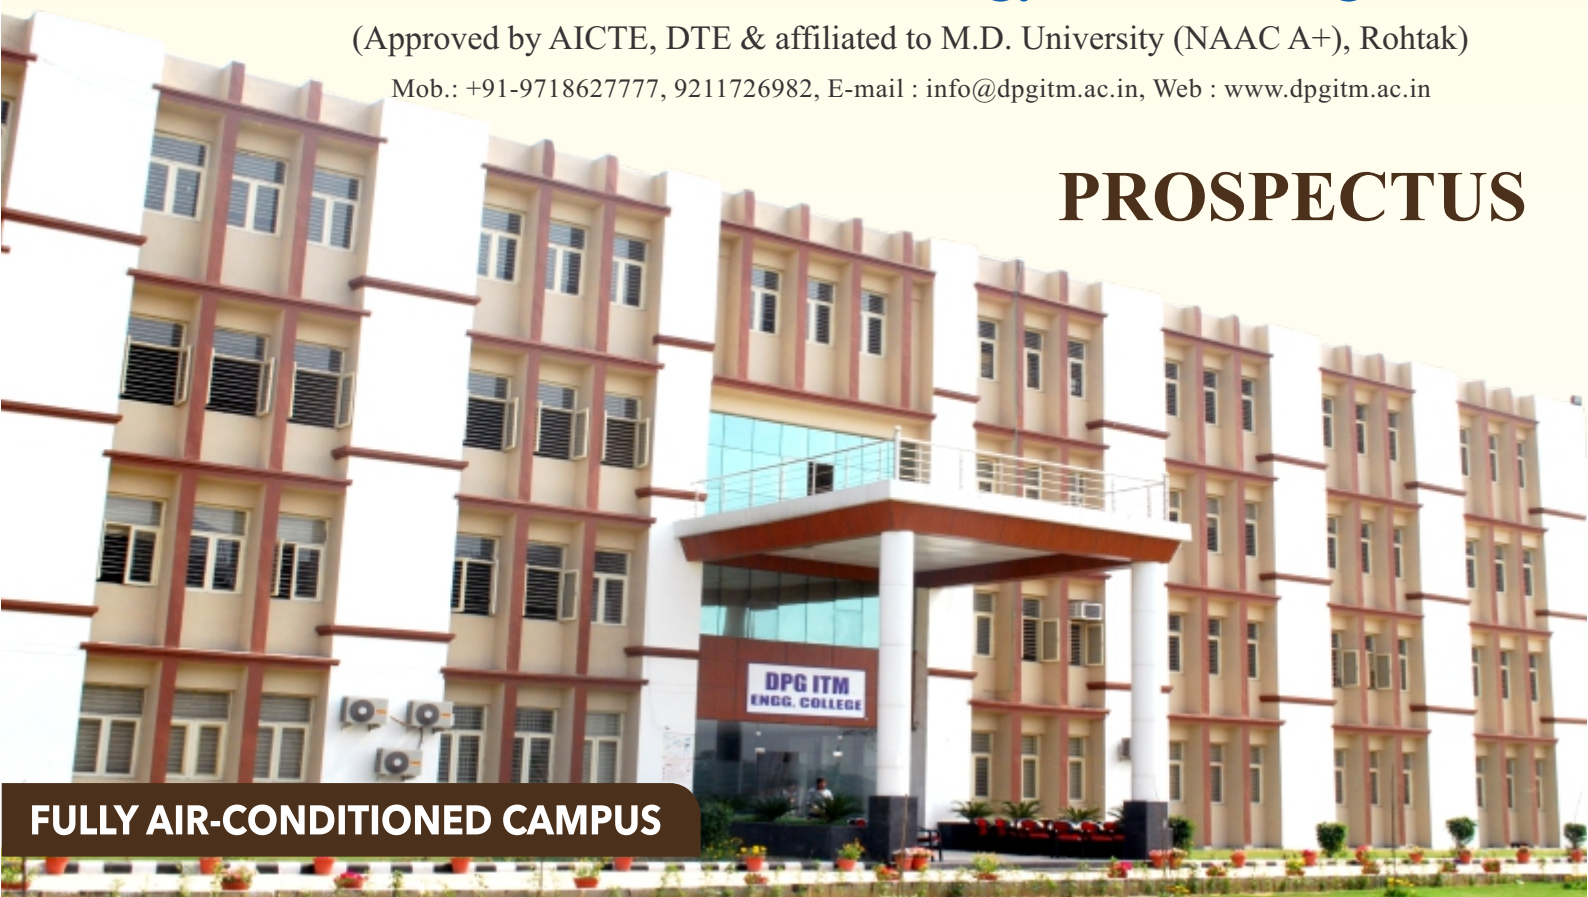 (Approved by AICTE, DTE & affiliated to M.D. University (NAAC A+), Rohtak)
Mob.: +91-9718627777, 9211726982, E-mail : info@dpgitm.ac.in, Web : www.dpgitm.ac.in
PROSPECTUS
DPG ITM
ENGG. COLLEGE
FULLY AIR-CONDITIONED CAMPUS